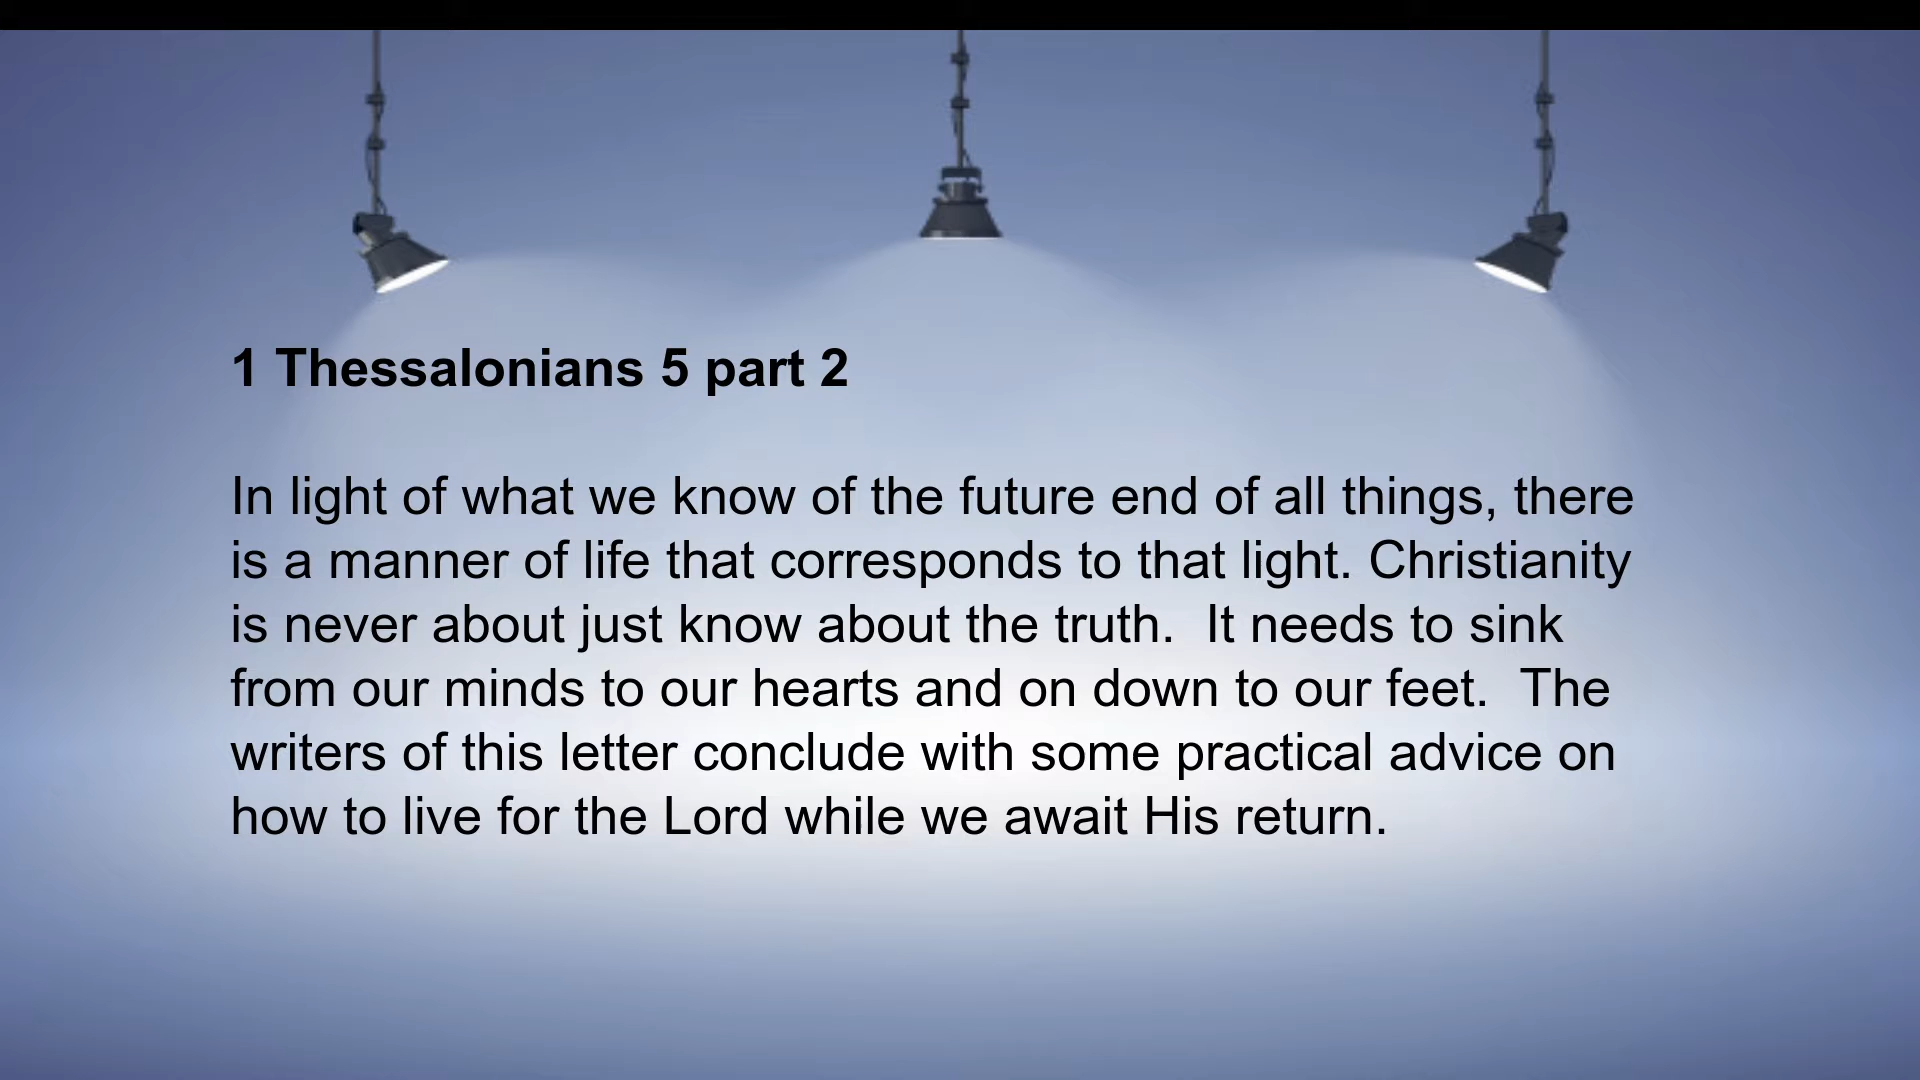 1 Thessalonians 5 part 2
In light of what we know of the future end of all things, there
is a manner of life that corresponds to that light. Christianity
is never about just know about the truth.  It needs to sink
from our minds to our hearts and on down to our feet.  The
writers of this letter conclude with some practical advice on
how to live for the Lord while we await His return.